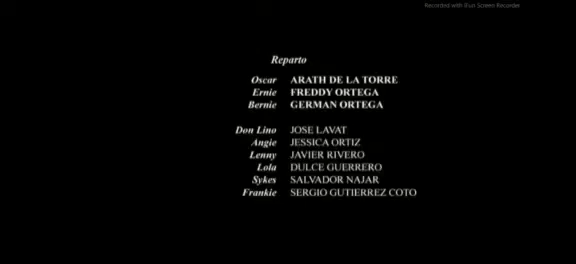 Recorded with iFun Screen Recorder
Reparto
Oscar ARATH DE LA TORRE
Ernie FREDDY ORTEGA
Bernie GERMAN ORTEGA
Don Lino JOSE LAVAT
Angie JESSICA ORTIZ
Lenny JAVIER RIVERO
Lola DULCE GUERRERO
Sykes SALVADOR NAJAR
Frankie SERGIO GUTIERREZ COTO